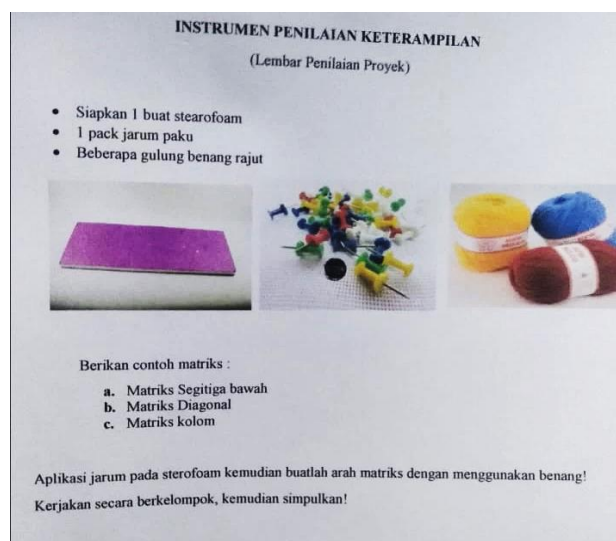 INSTRUMEN PENILAIAN KETERAMPILAN
(Lembar Penilaian Proyek)
• Siapkan 1 buat stearofoam
• 1 pack jarum paku
• Beberapa gulung benang rajut
Berikan contoh matriks :
a. Matriks Segitiga bawah
b. Matriks Diagonal
c. Matriks kolom
Aplikasi jarum pada sterofoam kemudian buatlah arah matriks dengan menggunakan benang!
Kerjakan secara berkelompok, kemudian simpulkan!